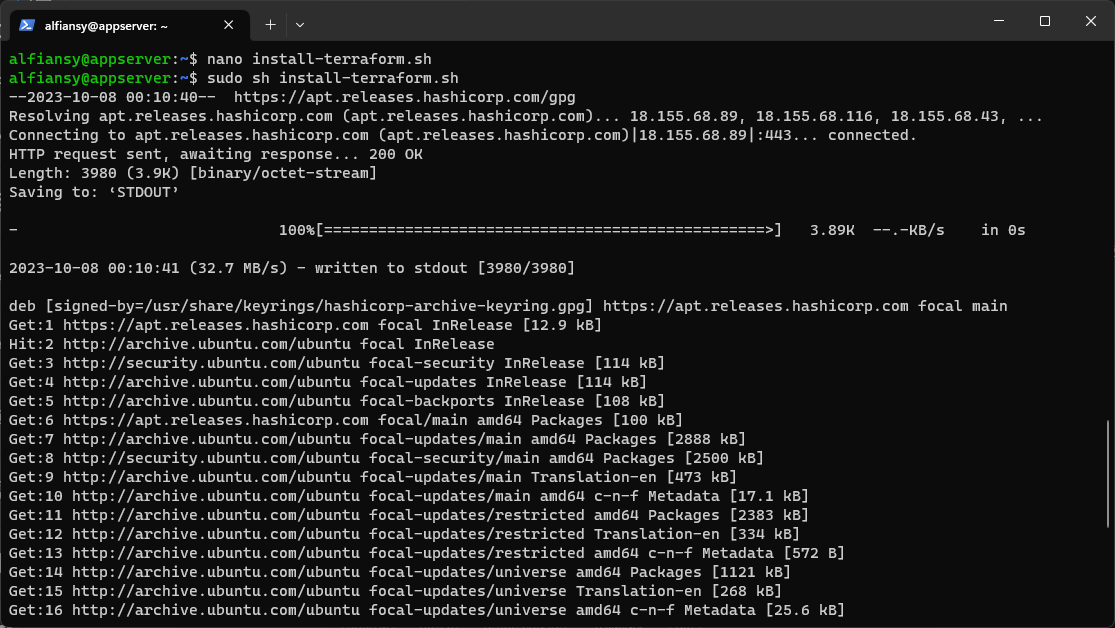 alfiansy@appserver: ~
alfiansy@appserver:~$ nano install-terraform.sh
alfiansy@appserver:~$ sudo sh install-terraform.sh
--2023-10-08 00:10:40--  https://apt.releases.hashicorp.com/gpg
Resolving apt.releases.hashicorp.com (apt.releases.hashicorp.com)... 18.155.68.89, 18.155.68.116, 18.155.68.43, ...
Connecting to apt.releases.hashicorp.com (apt.releases.hashicorp.com)|18.155.68.89|:443... connected.
HTTP request sent, awaiting response... 200 OK
Length: 3980 (3.9K) [binary/octet-stream]
Saving to: ‘STDOUT’
-                             100%[=================================================>]   3.89K  --.-KB/s    in 0s
2023-10-08 00:10:41 (32.7 MB/s) - written to stdout [3980/3980]
deb [signed-by=/usr/share/keyrings/hashicorp-archive-keyring.gpg] https://apt.releases.hashicorp.com focal main
Get:1 https://apt.releases.hashicorp.com focal InRelease [12.9 kB]
Hit:2 http://archive.ubuntu.com/ubuntu focal InRelease
Get:3 http://security.ubuntu.com/ubuntu focal-security InRelease [114 kB]
Get:4 http://archive.ubuntu.com/ubuntu focal-updates InRelease [114 kB]
Get:5 http://archive.ubuntu.com/ubuntu focal-backports InRelease [108 kB]
Get:6 https://apt.releases.hashicorp.com focal/main amd64 Packages [100 kB]
Get:7 http://archive.ubuntu.com/ubuntu focal-updates/main amd64 Packages [2888 kB]
Get:8 http://security.ubuntu.com/ubuntu focal-security/main amd64 Packages [2500 kB]
Get:9 http://archive.ubuntu.com/ubuntu focal-updates/main Translation-en [473 kB]
Get:10 http://archive.ubuntu.com/ubuntu focal-updates/main amd64 c-n-f Metadata [17.1 kB]
Get:11 http://archive.ubuntu.com/ubuntu focal-updates/restricted amd64 Packages [2383 kB]
Get:12 http://archive.ubuntu.com/ubuntu focal-updates/restricted Translation-en [334 kB]
Get:13 http://archive.ubuntu.com/ubuntu focal-updates/restricted amd64 c-n-f Metadata [572 B]
Get:14 http://archive.ubuntu.com/ubuntu focal-updates/universe amd64 Packages [1121 kB]
Get:15 http://archive.ubuntu.com/ubuntu focal-updates/universe Translation-en [268 kB]
Get:16 http://archive.ubuntu.com/ubuntu focal-updates/universe amd64 c-n-f Metadata [25.6 kB]